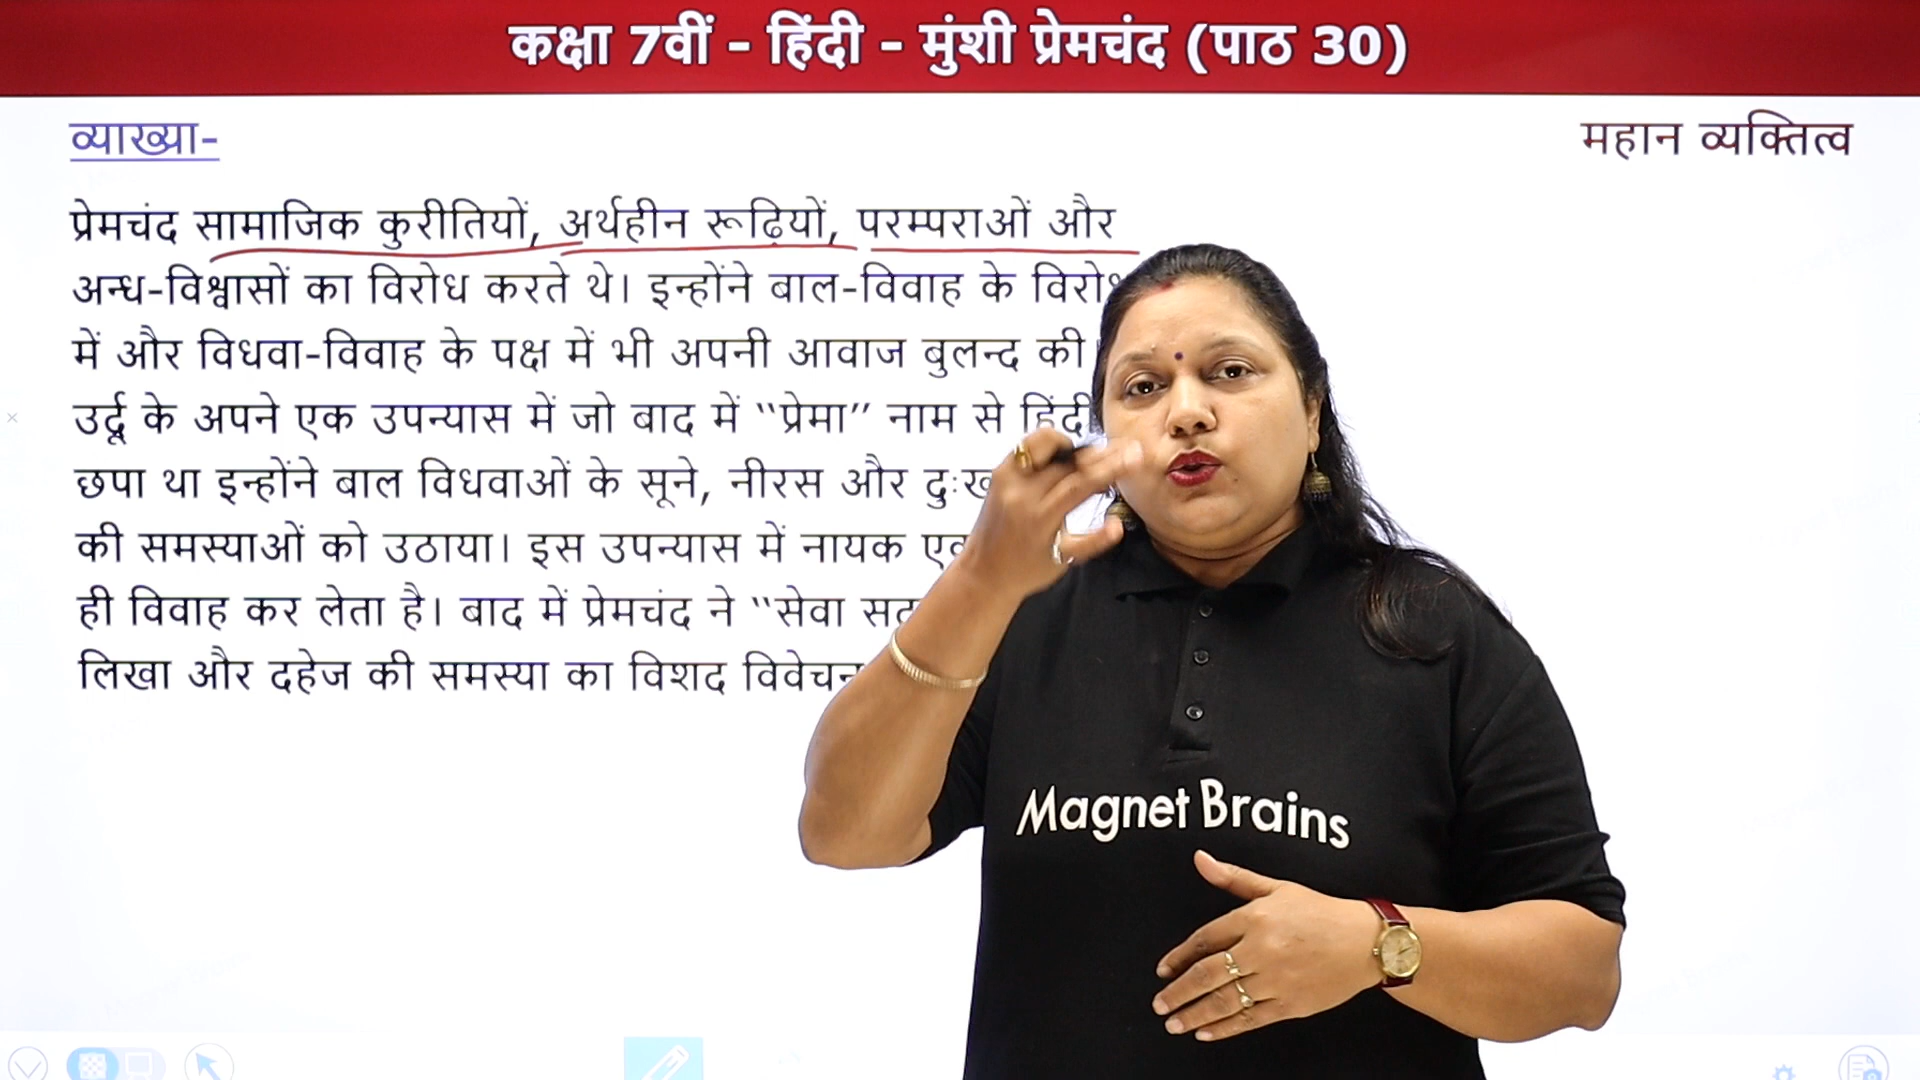 कक्षा 7वीं - हिंदी - मुंशी प्रेमचंद (पाठ 30)
व्याख्या-
महान व्यक्तित्व
प्रेमचंद सामाजिक कुरीतियों, अर्थहीन रूढ़ियों, परम्पराओं और
अन्ध-विश्वासों का विरोध करते थे। इन्होंने बाल-विवाह के
में और विधवा-विवाह के पक्ष में भी अपनी आवाज बुलन्द की
उर्दू के अपने एक उपन्यास में जो बाद में “प्रेमा” नाम से हिंदी
छपा था इन्होंने बाल विधवाओं के सूने, नीरस और
की समस्याओं को उठाया। इस उपन्यास में नायक
ही विवाह कर लेता है। बाद में प्रेमचंद ने “सेवा
लिखा और दहेज की समस्या का विशद विवेचन
Magnet Brains